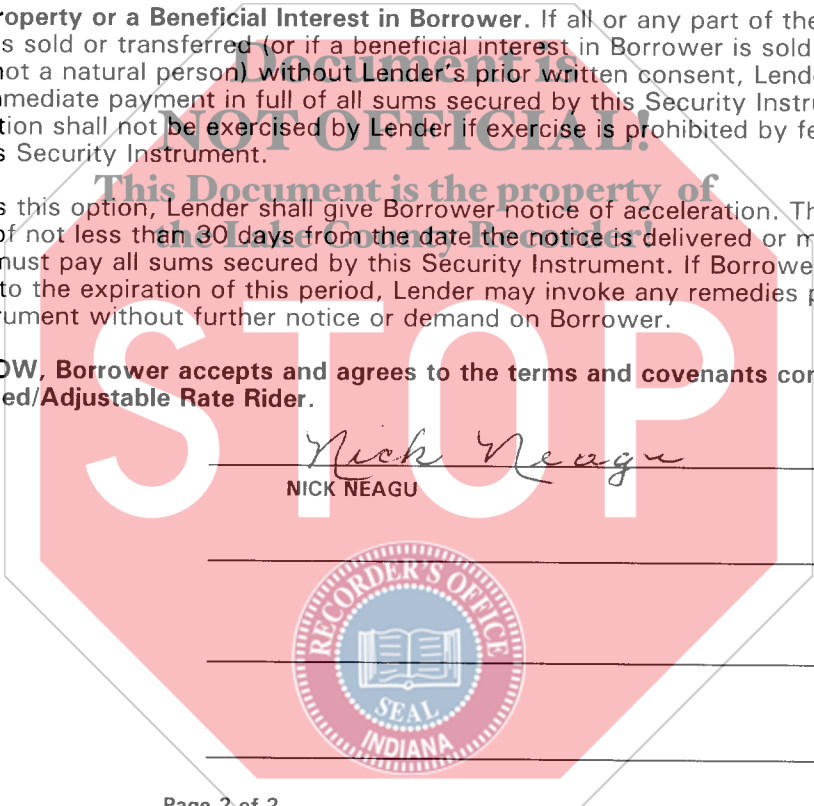 roperty or a Beneficial Interest in Borrower. If all or any part of the
s sold or transferred (or if a beneficial interest in Borrower is sold
Document is
not a natural person) without Lender's prior written consent, Lende
mmediate payment in full of all sums secured by this Security Instru
NOT OFFICIAL!
tion shall not be exercised by Lender if exercise is prohibited by fe
s Security Instrument.
This Document is the property of
s this option, Lender shall give Borrower notice of acceleration. Th
the Lake County Recorder!
of not less than 30 days from the date the notice is delivered or m
must pay all sums secured by this Security Instrument. If Borrowe
to the expiration of this period, Lender may invoke any remedies p
rument without further notice or demand on Borrower.
STOP
OW, Borrower accepts and agrees to the terms and covenants con
ed/Adjustable Rate Rider.
Nick Neagu
NICK NEAGU
RECORDER'S OFFICE
SEAL
INDIANA
Page 2 of 2